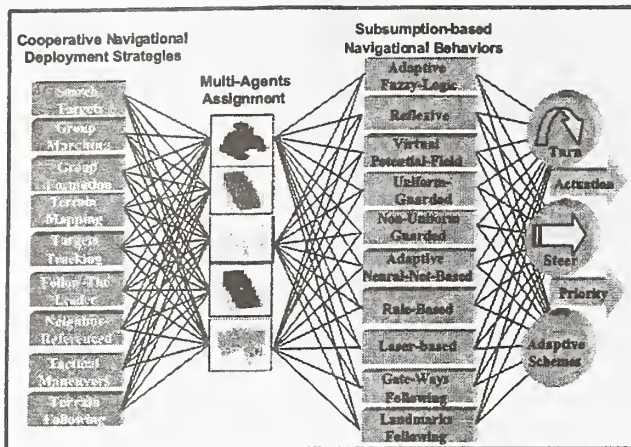 Cooperative Navigational
Deployment Strategies
Search
Targets
Group
Marching
Group
Formation
Terrain
Mapping
Targets
Tracking
Follow-The
Leader
Neighbor-
Referenced
Tactical
Maneuvers
Terrain
Following
Multi-Agents
Assignment
Subsumption-based
Navigational Behaviors
Adaptive
Fuzzy-Logic
Reflexive
Virtual
Potential-Field
Uniform-
Guarded
Non-Uniform
Guarded
Adaptive
Neural-Net-Based
Rule-Based
Laser-based
Gate-Ways
Following
Landmarks
Following
Turn
Actuation
Steer
Priority
Adaptive
Schemes